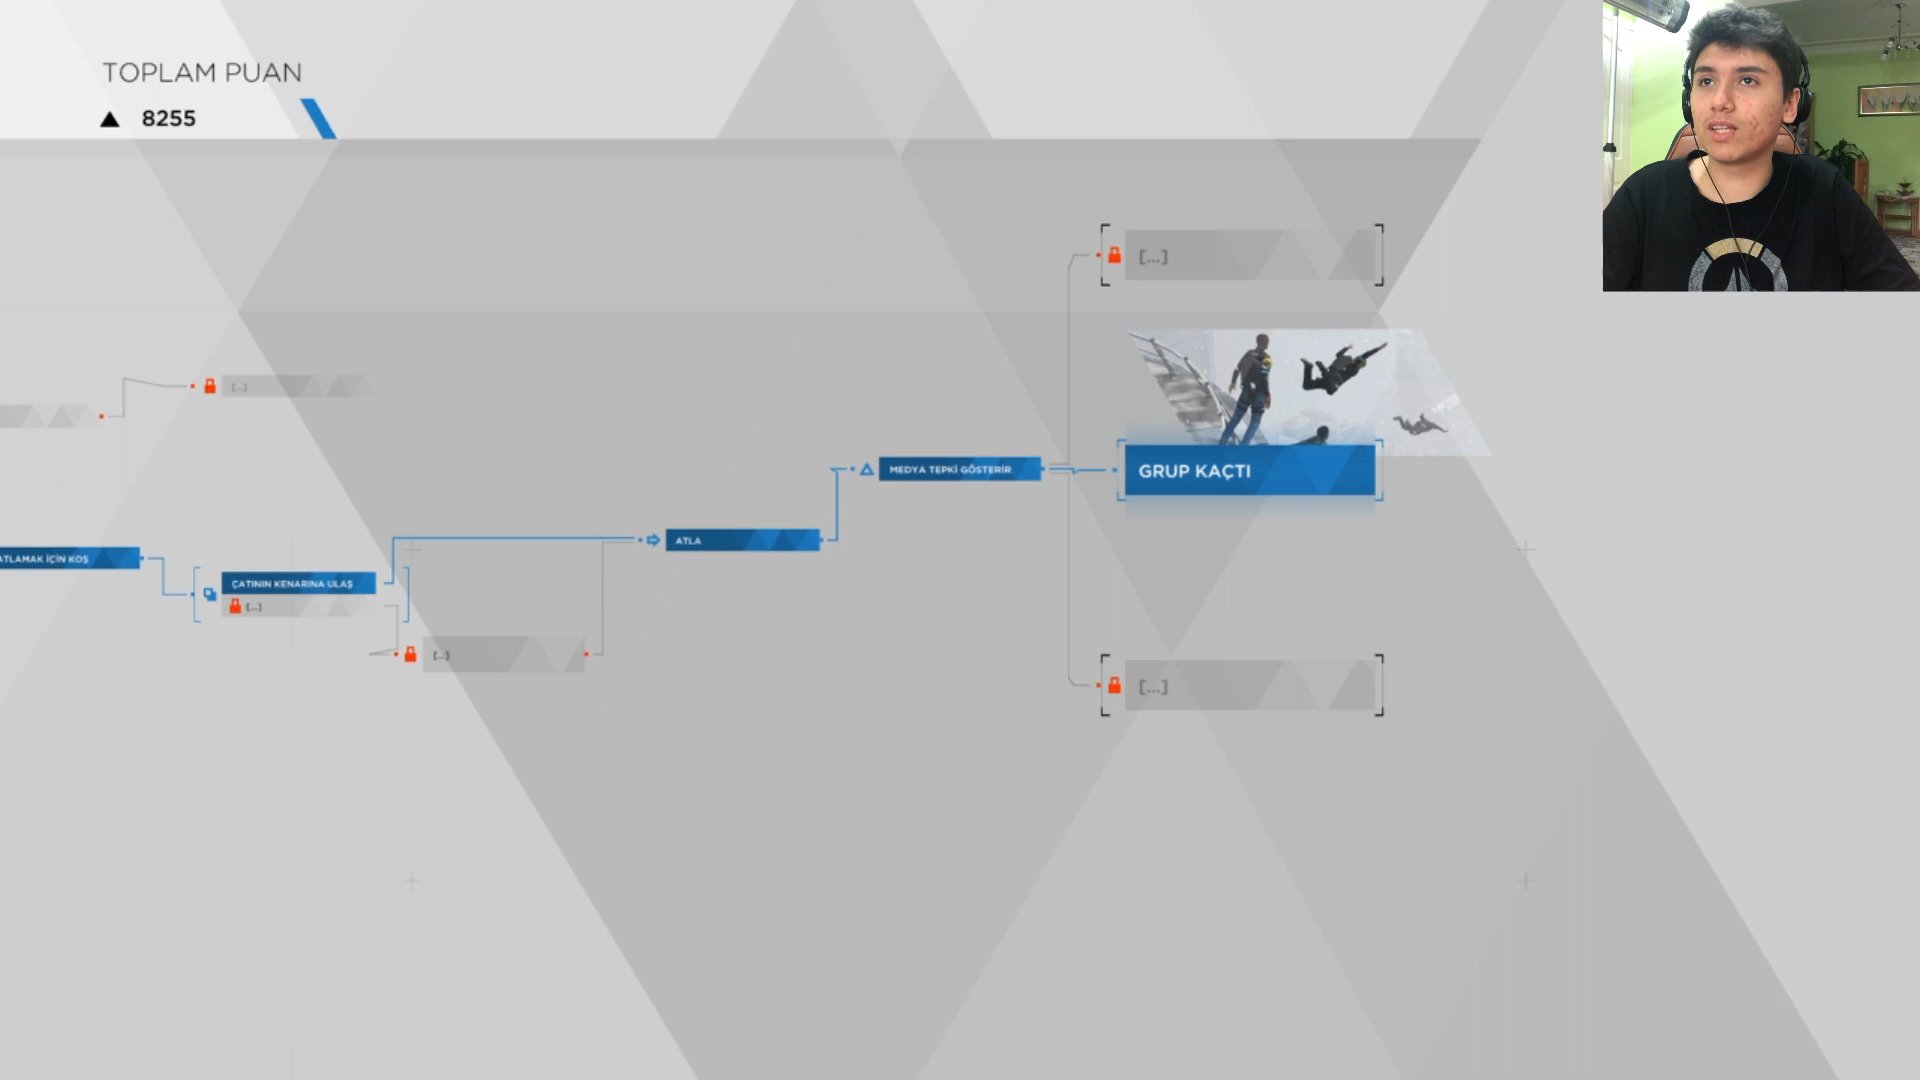 TOPLAM PUAN
8255
[...]
[...]
GRUP KAÇTI
MEDYA TEPKİ GÖSTERİR
ATLA
ATLAMAK İÇİN KOŞ
ÇATININ KENARINA ULAŞ
[...]
[...]
[...]